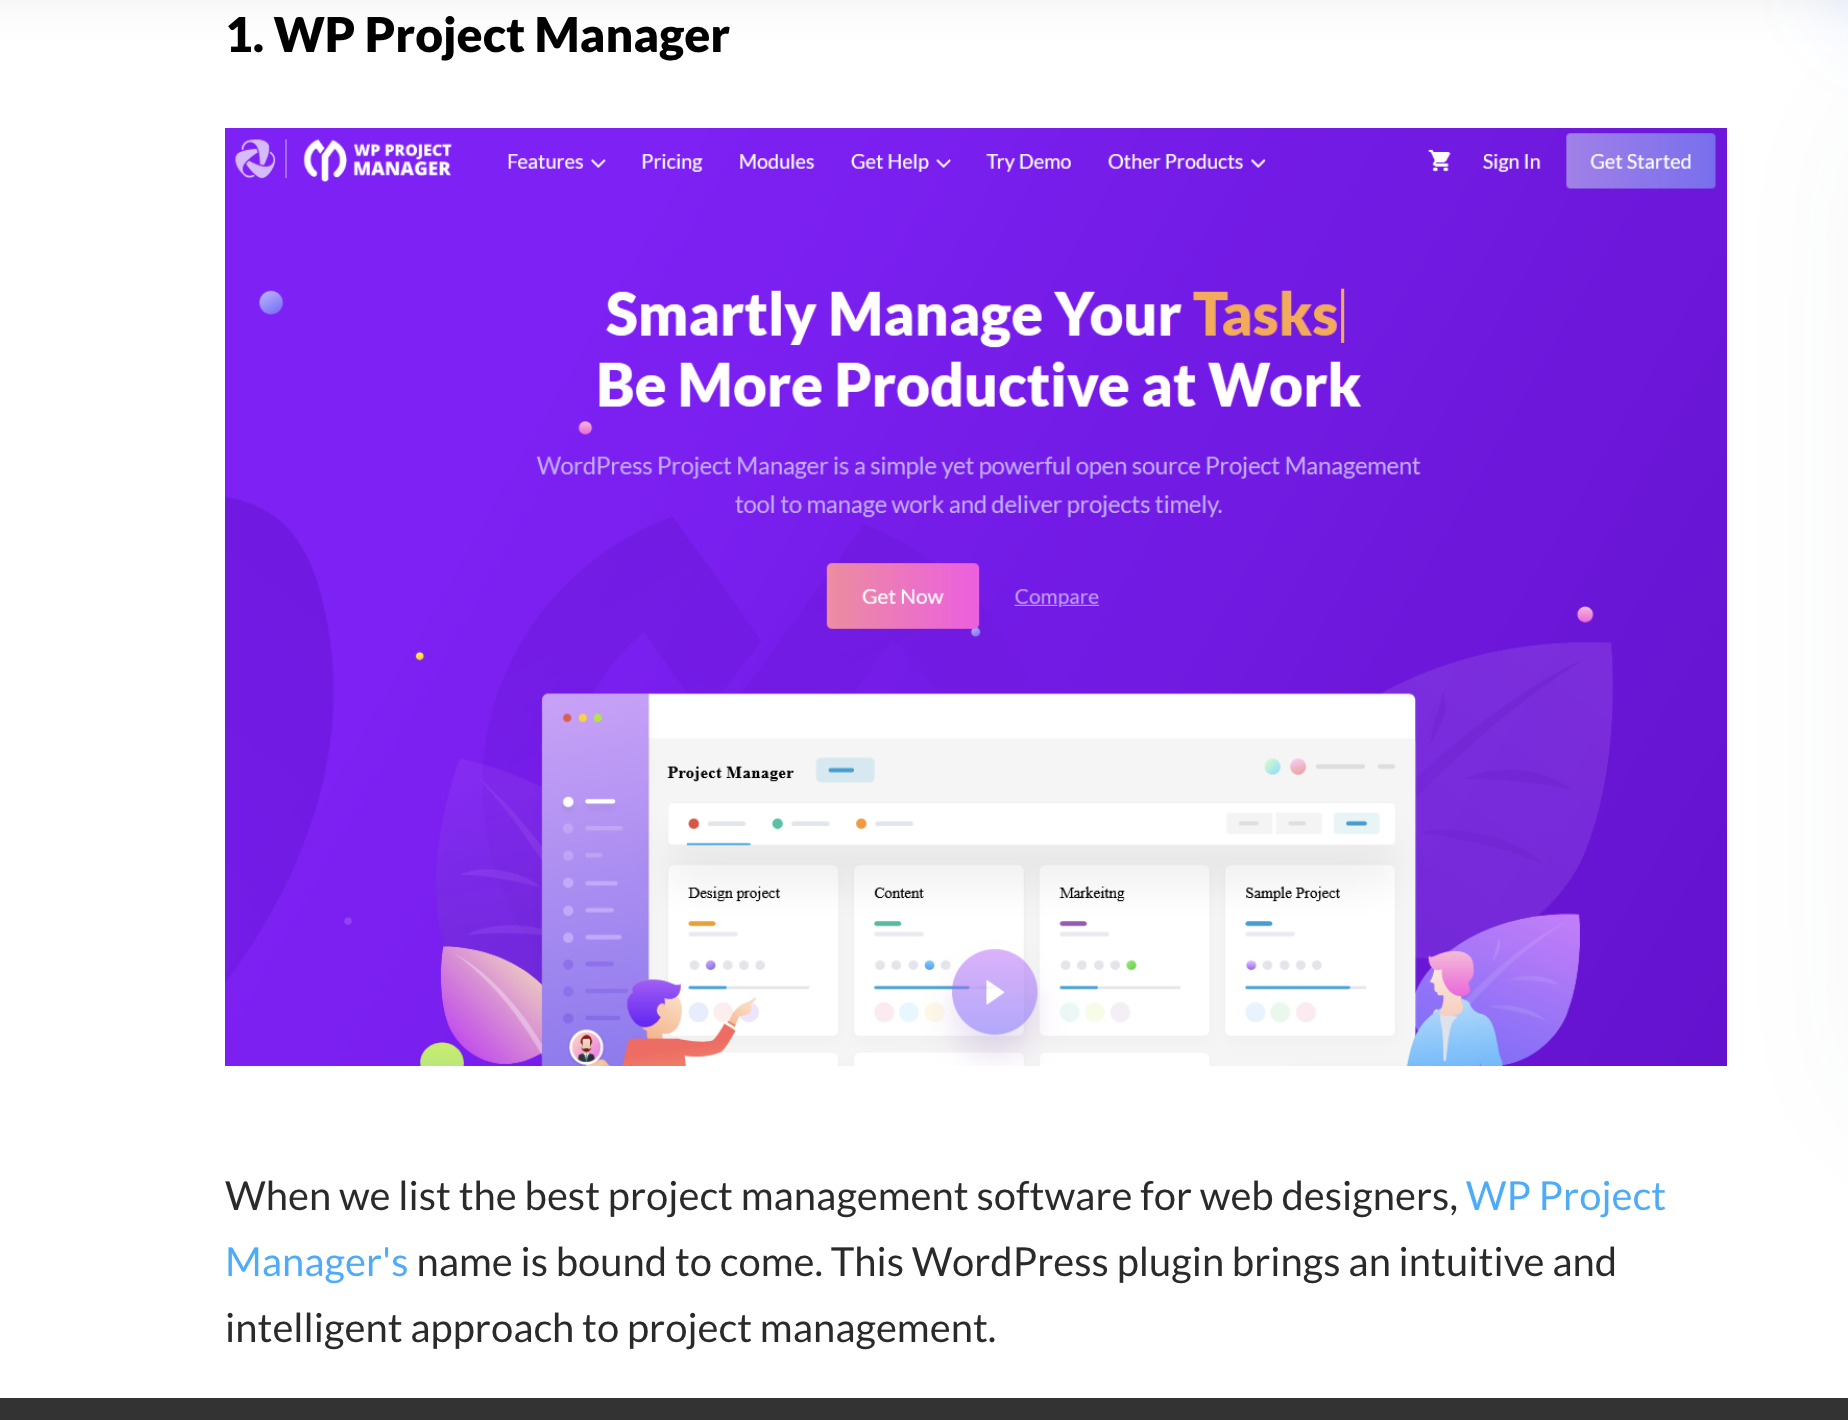 1. WP Project Manager
WP PROJECT
MANAGER
Features
Pricing
Modules
Get Help
Try Demo
Other Products
Sign In
Get Started
Smartly Manage Your Tasks
Be More Productive at Work
WordPress Project Manager is a simple yet powerful open source Project Management
tool to manage work and deliver projects timely.
Get Now
Compare
Project Manager
Design project
Content
Markeitng
Sample Project
When we list the best project management software for web designers, WP Project
Manager's name is bound to come. This WordPress plugin brings an intuitive and
intelligent approach to project management.